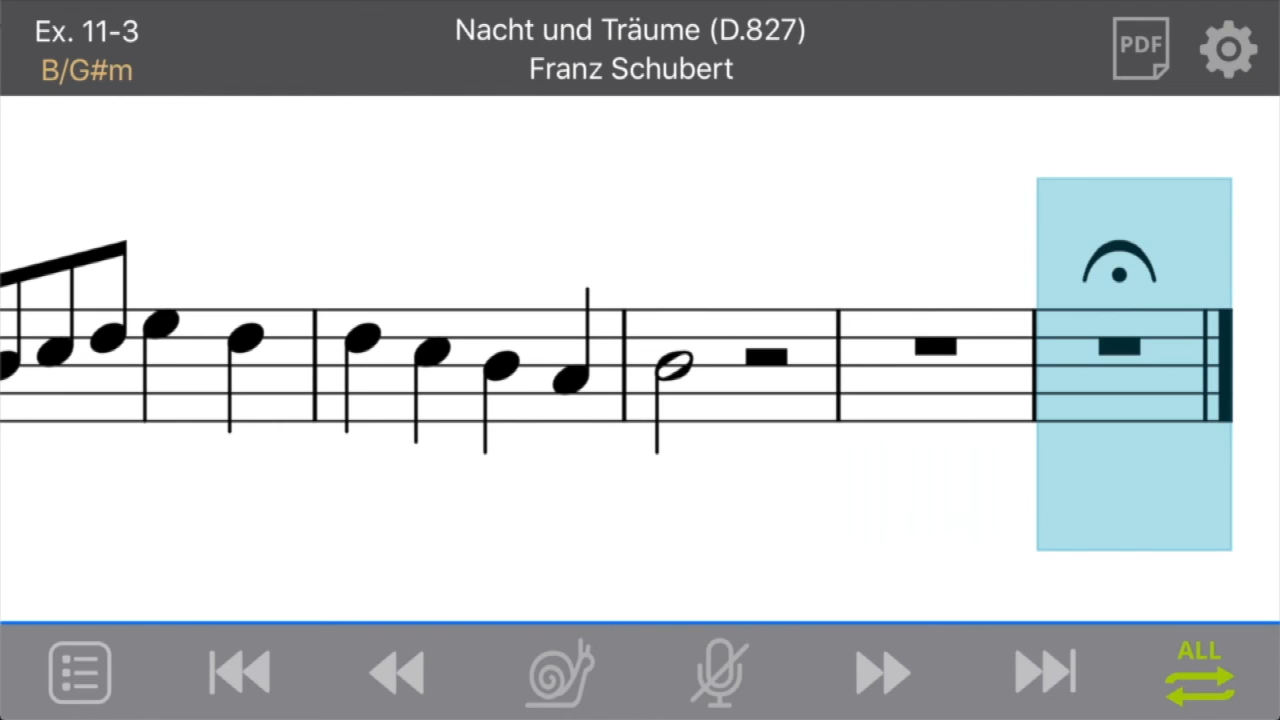 Ex. 11-3
B/G#m
Nacht und Träume (D.827)
Franz Schubert
PDF
ALL